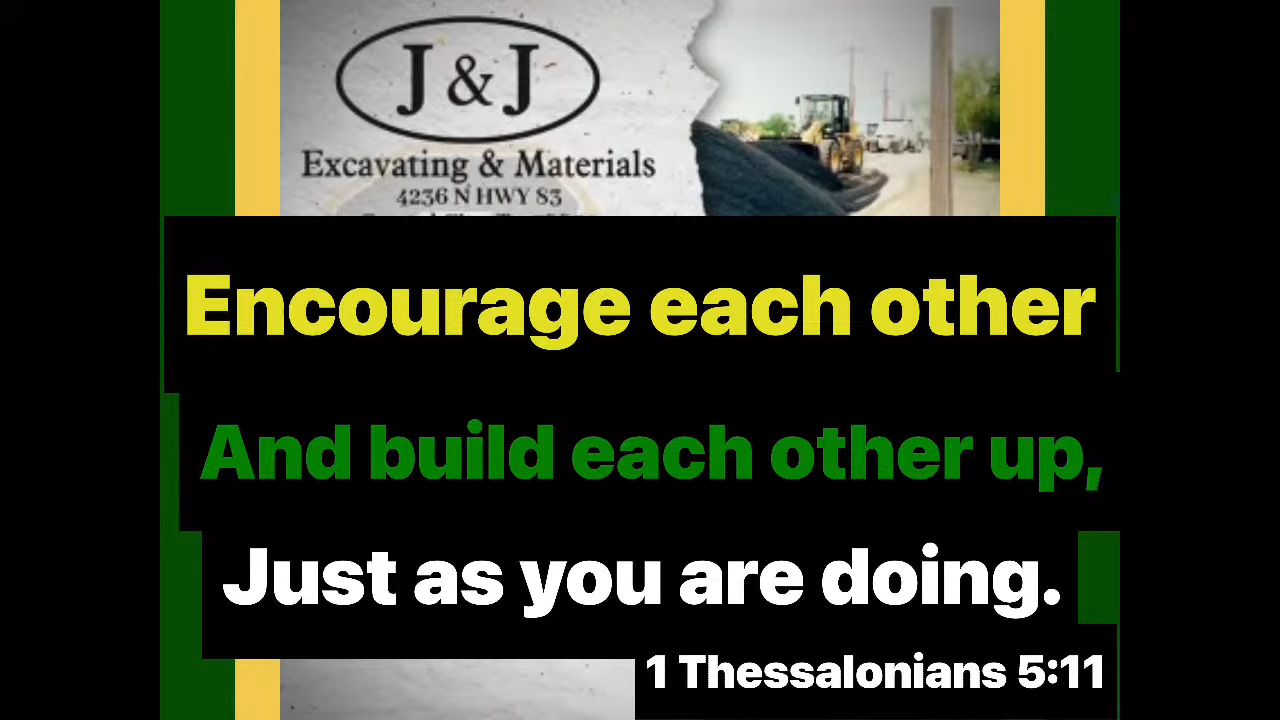 J & J
Excavating & Materials
4236 N HWY 83
Encourage each other
And build each other up,
Just as you are doing.
1 Thessalonians 5:11